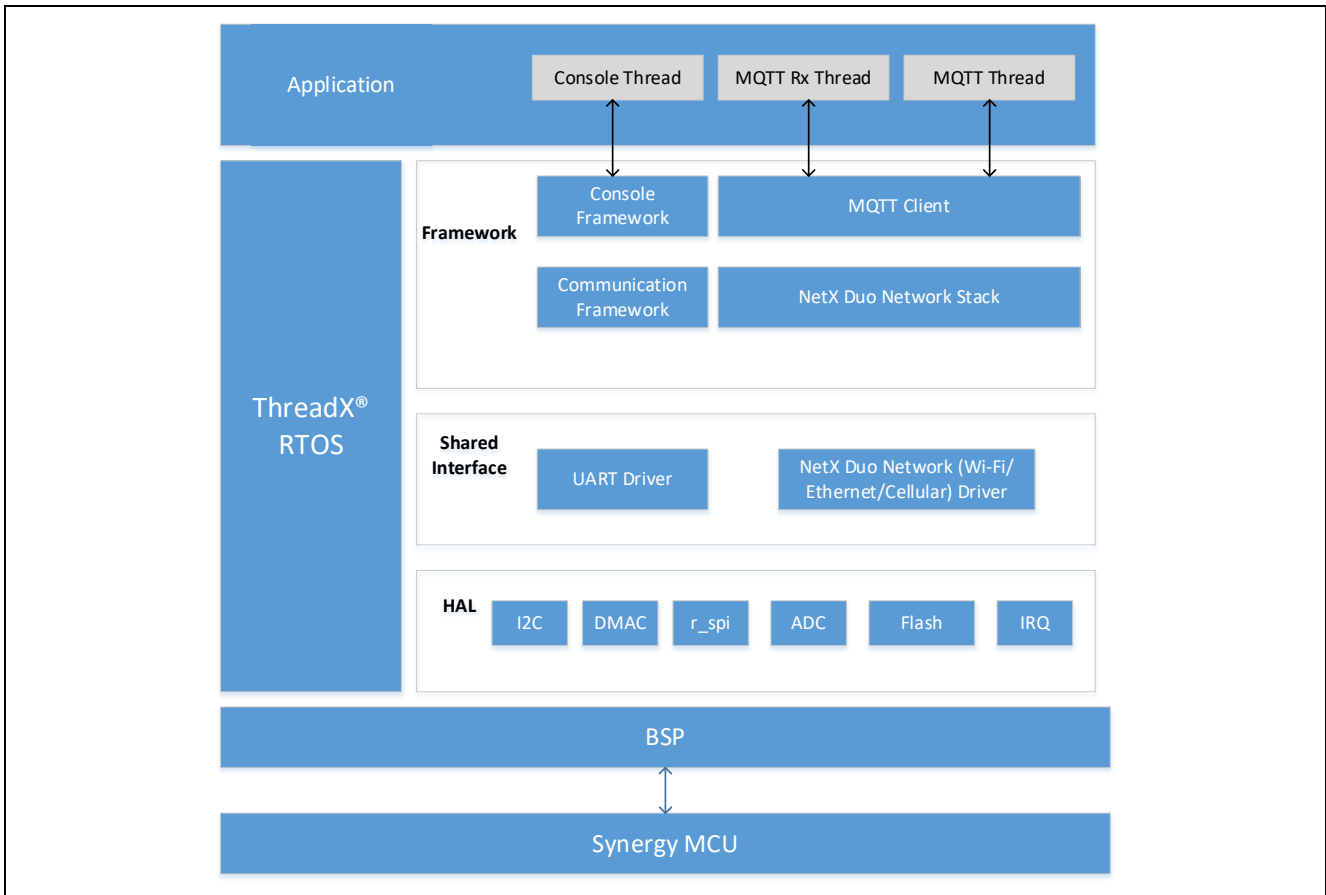 Application
Console Thread
MQTT Rx Thread
MQTT Thread
ThreadX®
RTOS
Framework
Console
Framework
MQTT Client
Communication
Framework
NetX Duo Network Stack
Shared
Interface
UART Driver
NetX Duo Network (Wi-Fi/
Ethernet/Cellular) Driver
HAL
I2C
DMAC
r_spi
ADC
Flash
IRQ
BSP
Synergy MCU